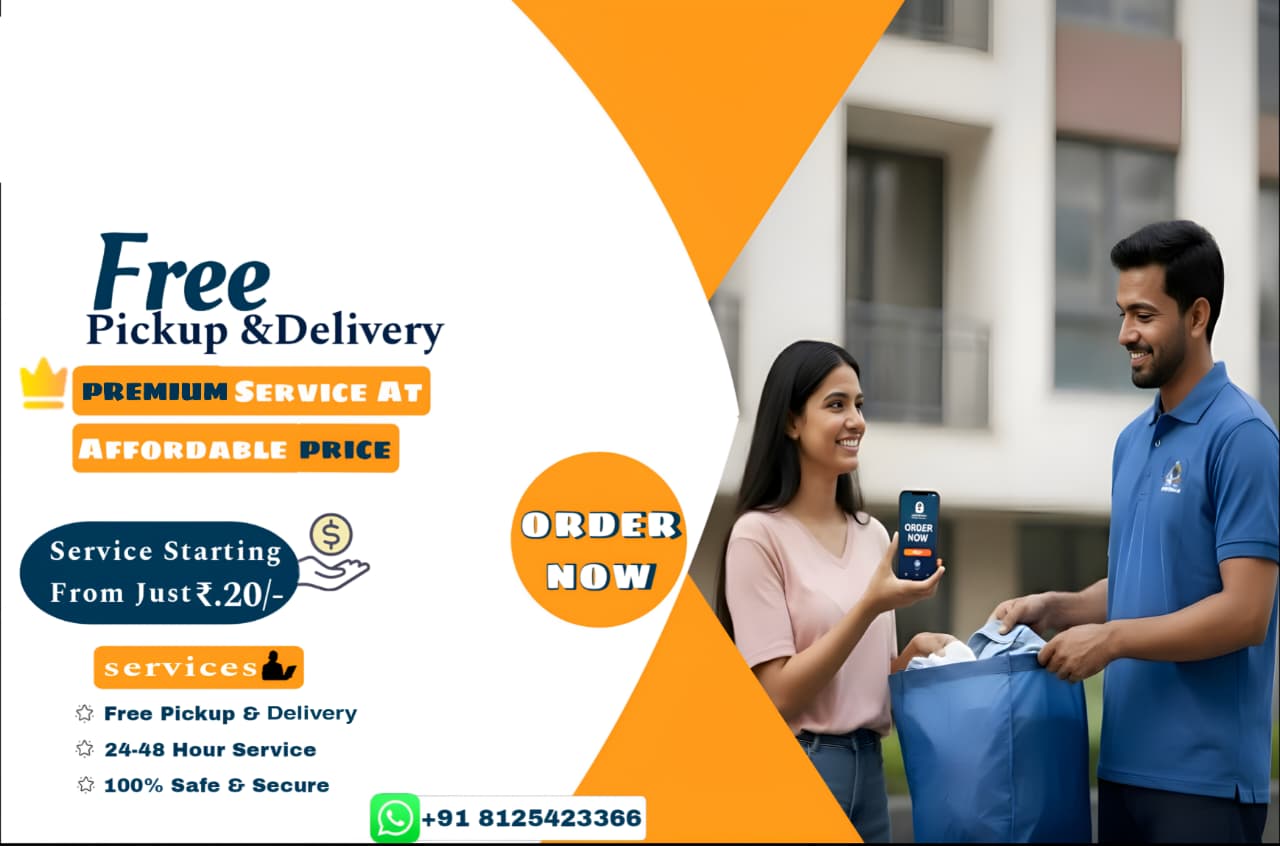 Free
Pickup &Delivery
PREMIUM SERVICE AT
AFFORDABLE PRICE
Service Starting
From Just ₹.20/-
ORDER
NOW
services
Free Pickup & Delivery
24-48 Hour Service
100% Safe & Secure
+91 8125423366
ORDER
NOW